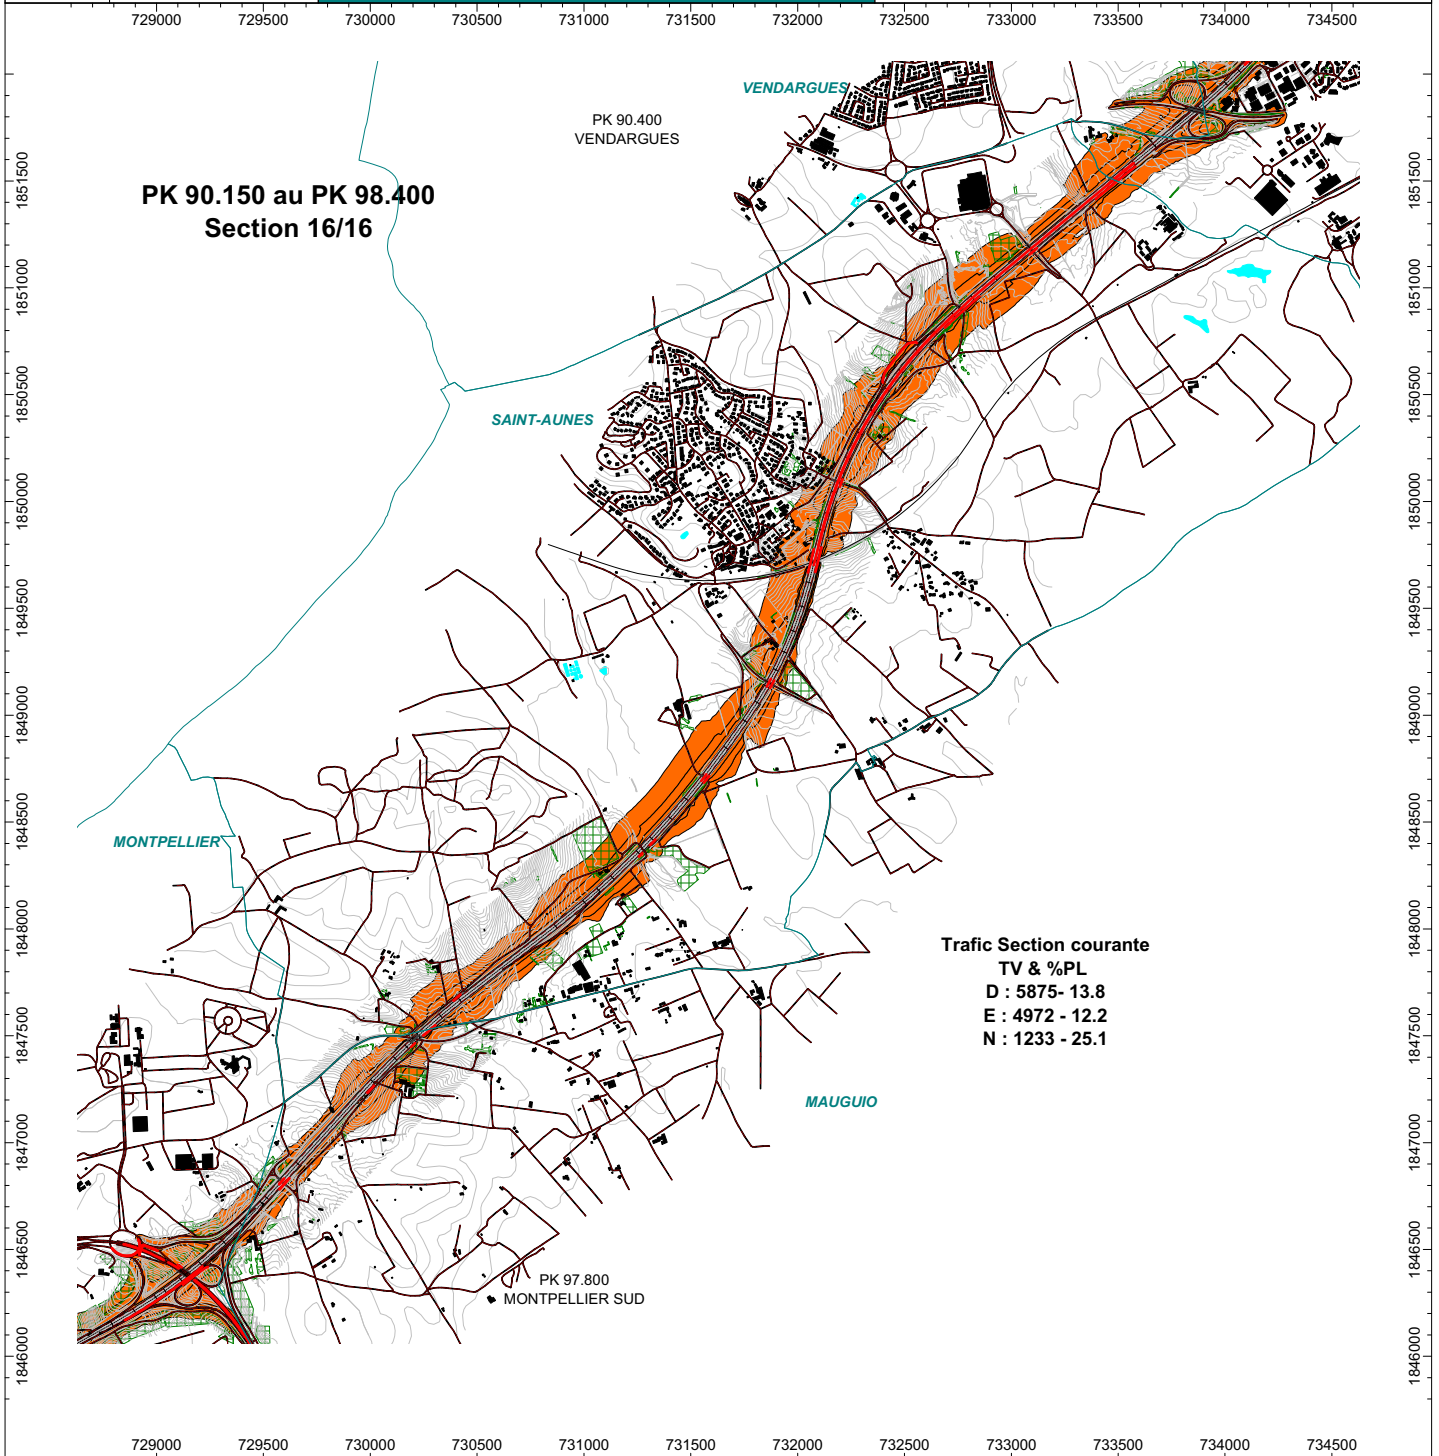 729000 729500 730000 730500 731000 731500 732000 732500 733000 733500 734000 734500
VENDARGUES
PK 90.400
VENDARGUES
PK 90.150 au PK 98.400
Section 16/16
SAINT-AUNES
MONTPELLIER
Trafic Section courante
TV & %PL
D : 5875- 13.8
E : 4972 - 12.2
N : 1233 - 25.1
MAUGUIO
PK 97.800
MONTPELLIER SUD
1851500
1851000
1850500
1850000
1849500
1849000
1848500
1848000
1847500
1847000
1846500
1846000
1851500
1851000
1850500
1850000
1849500
1849000
1848500
1848000
1847500
1847000
1846500
1846000
729000 729500 730000 730500 731000 731500 732000 732500 733000 733500 734000 734500